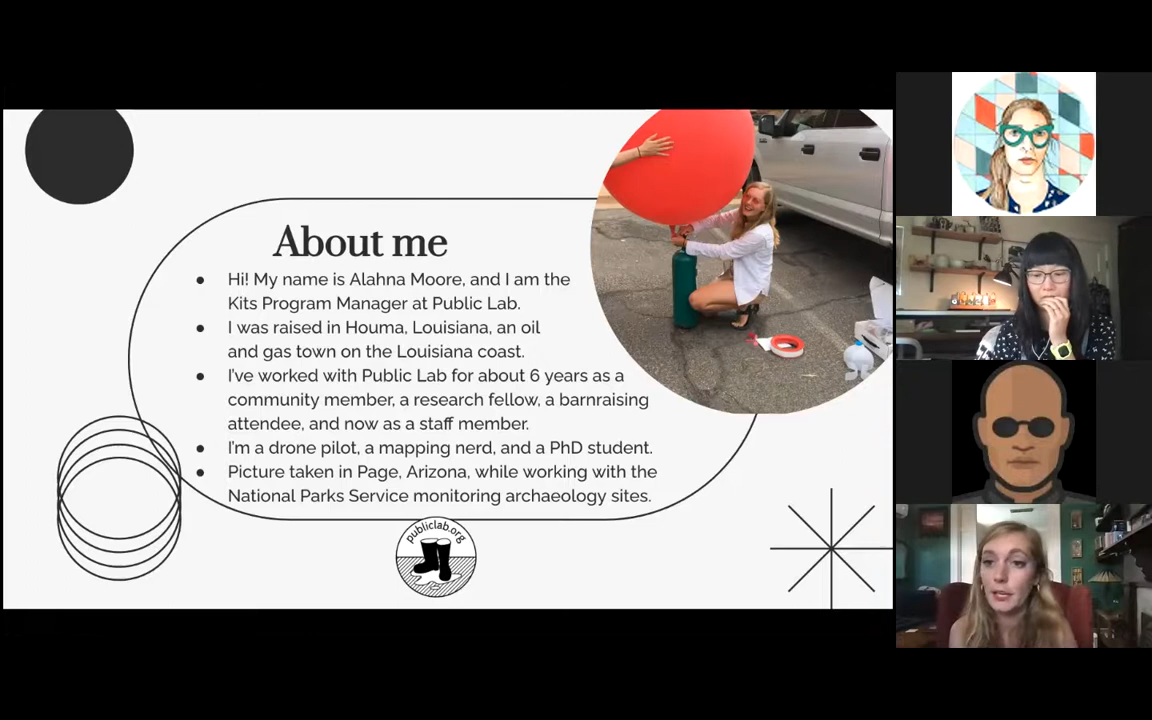 About me
● Hi! My name is Alahna Moore, and I am the
Kits Program Manager at Public Lab.
● I was raised in Houma, Louisiana, an oil
and gas town on the Louisiana coast.
● I've worked with Public Lab for about 6 years as a
community member, a research fellow, a barnraising
attendee, and now as a staff member.
● I'm a drone pilot, a mapping nerd, and a PhD student.
● Picture taken in Page, Arizona, while working with the
National Parks Service monitoring archaeology sites.
publiclab.org